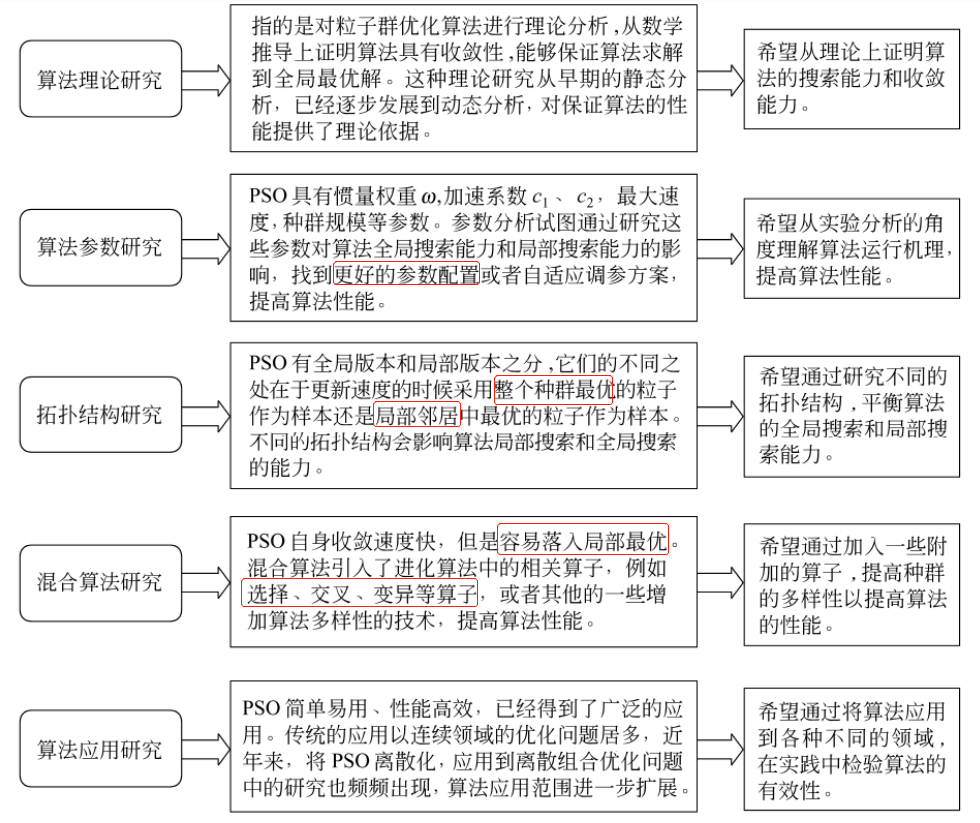 算法理论研究
指的是对粒子群优化算法进行理论分析,从数学
推导上证明算法具有收敛性,能够保证算法求解
到全局最优解。这种理论研究从早期的静态分
析,已经逐步发展到动态分析,对保证算法的性
能提供了理论依据。
希望从理论上证明算
法的搜索能力和收敛
能力。
算法参数研究
PSO 具有惯量权重 ω,加速系数 c₁、c₂,最大速
度,种群规模等参数。参数分析试图通过研究这
些参数对算法全局搜索能力和局部搜索能力的影
响,找到更好的参数配置或者自适应调参方案,
提高算法性能。
希望从实验分析的角
度理解算法运行机理,
提高算法性能。
拓扑结构研究
PSO 有全局版本和局部版本之分,它们的不同之
处在于更新速度的时候采用整个种群最优的粒子
作为样本还是局部邻居中最优的粒子作为样本。
不同的拓扑结构会影响算法局部搜索和全局搜索
的能力。
希望通过研究不同的
拓扑结构,平衡算法
的全局搜索和局部搜
索能力。
混合算法研究
PSO 自身收敛速度快,但是容易落入局部最优。
混合算法引入了进化算法中的相关算子,例如
选择、交叉、变异等算子,或者其他的一些增
加算法多样性的技术,提高算法性能。
希望通过加入一些附
加的算子,提高种群
的多样性以提高算法
的性能。
算法应用研究
PSO 简单易用、性能高效,已经得到了广泛的应
用。传统的应用以连续领域的优化问题居多,近
年来,将 PSO 离散化,应用到离散组合优化问题
中的研究也频频出现,算法应用范围进一步扩展。
希望通过将算法应用
到各种不同的领域,
在实践中检验算法的
有效性。